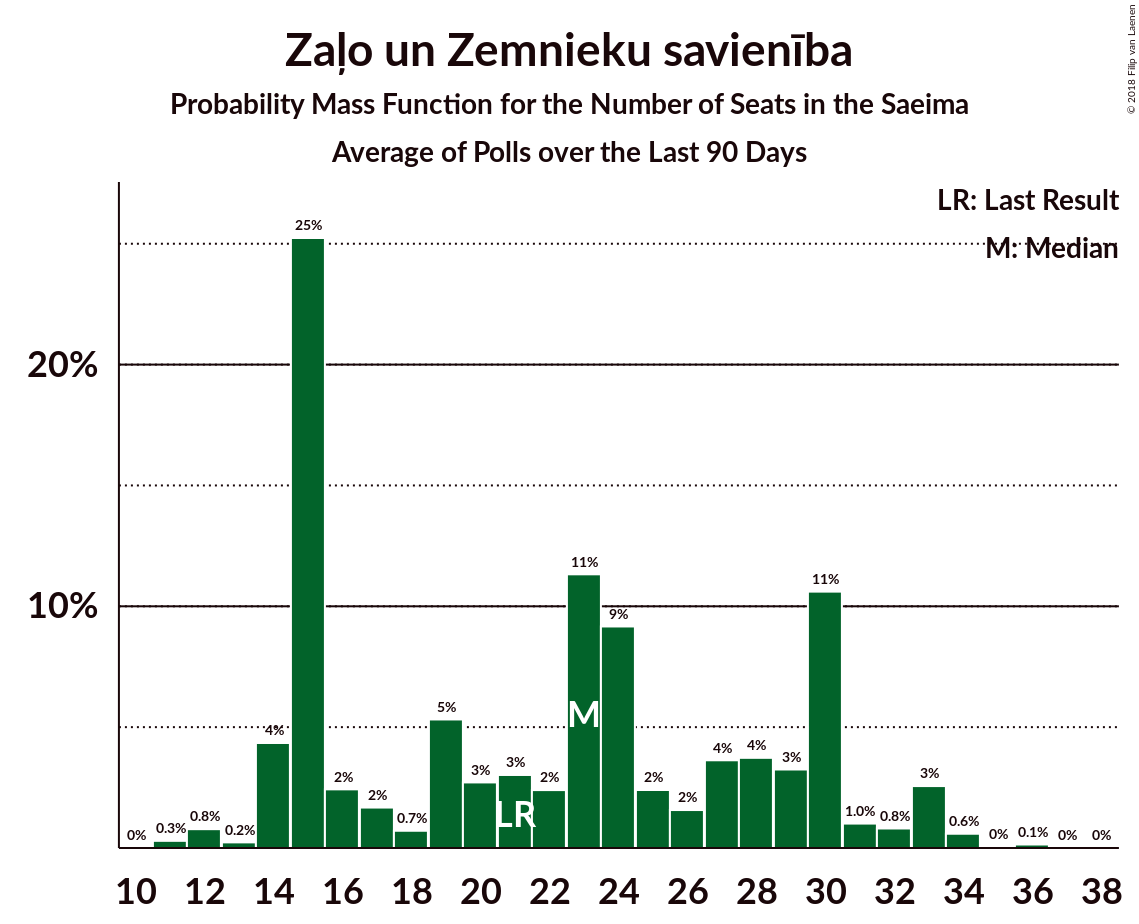 Zaļo un Zemnieku savienība
Probability Mass Function for the Number of Seats in the Saeima
Average of Polls over the Last 90 Days
© 2018 Filip van Laenen
LR: Last Result
M: Median
20%
10%
0% 0.3% 0.8% 0.2% 4% 25% 2% 2% 0.7% 5% 3% 3% 2% 11% 9% 2% 2% 4% 4% 3% 11% 1.0% 0.8% 3% 0.6% 0% 0.1% 0% 0%
M
LR
10 12 14 16 18 20 22 24 26 28 30 32 34 36 38